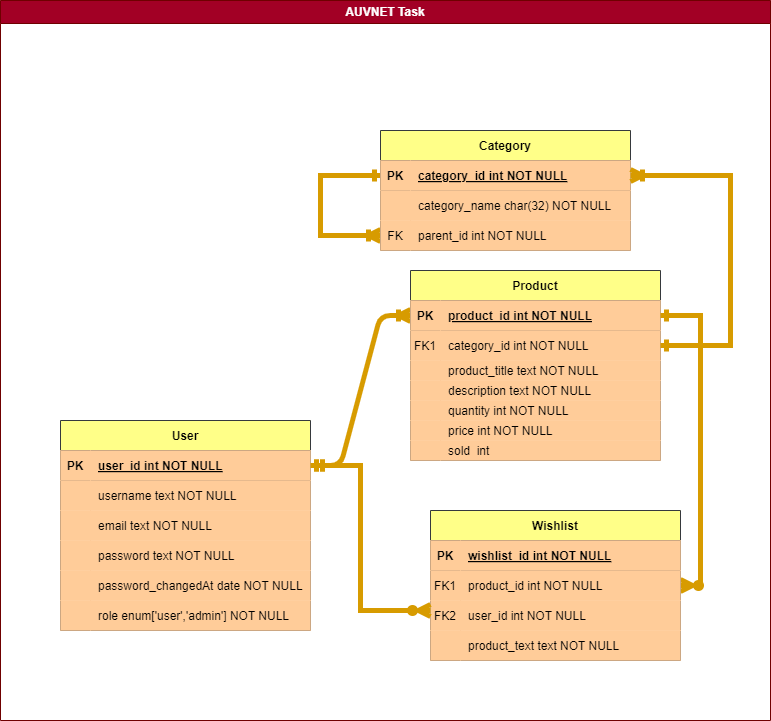 AUVNET Task
Category
PK category_id int NOT NULL
category_name char(32) NOT NULL
FK parent_id int NOT NULL
Product
PK product_id int NOT NULL
FK1 category_id int NOT NULL
product_title text NOT NULL
description text NOT NULL
quantity int NOT NULL
price int NOT NULL
sold int
User
PK user_id int NOT NULL
username text NOT NULL
email text NOT NULL
password text NOT NULL
password_changedAt date NOT NULL
role enum['user','admin'] NOT NULL
Wishlist
PK wishlist_id int NOT NULL
FK1 product_id int NOT NULL
FK2 user_id int NOT NULL
product_text text NOT NULL